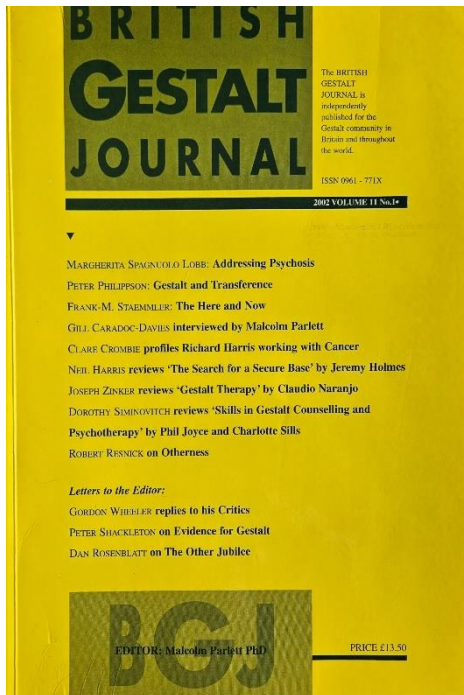 BRITISH
GESTALT
JOURNAL
The BRITISH
GESTALT
JOURNAL is
independently
published for the
Gestalt community in
Britain and throughout
the world.
ISSN 0961 - 771X
2002 VOLUME 11 No.1•
MARGHERITA SPAGNUOLO LOBB: Addressing Psychosis
PETER PHILIPPSON: Gestalt and Transference
FRANK-M. STAEMMLER: The Here and Now
GILL CARADOC-DAVIES interviewed by Malcolm Parlett
CLARE CROMBIE profiles Richard Harris working with Cancer
NEIL HARRIS reviews 'The Search for a Secure Base' by Jeremy Holmes
JOSEPH ZINKER reviews 'Gestalt Therapy' by Claudio Naranjo
DOROTHY SIMINOVITCH reviews 'Skills in Gestalt Counselling and
Psychotherapy' by Phil Joyce and Charlotte Sills
ROBERT RESNICK on Otherness
Letters to the Editor:
GORDON WHEELER replies to his Critics
PETER SHACKLETON on Evidence for Gestalt
DAN ROSENBLATT on The Other Jubilee
BGJ
EDITOR: Malcolm Parlett PhD
PRICE £13.50